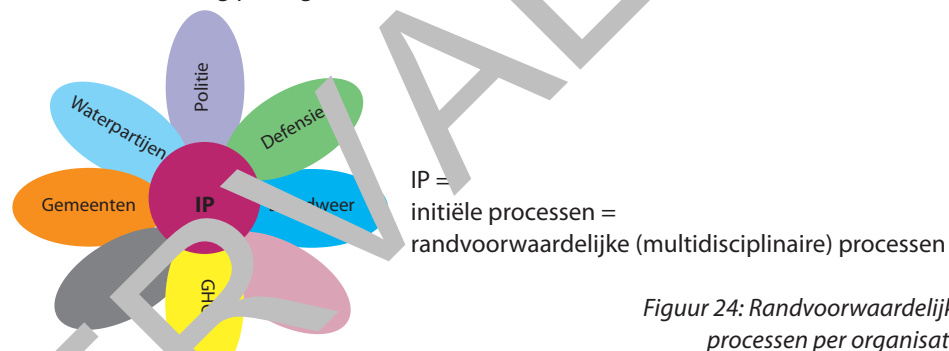 Politie
Waterpartijen
Defensie
Gemeenten
IP
IP =
initiële processen =
randvoorwaardelijke (multidisciplinaire) processen
Figuur 24: Randvoorwaardelijk
processen per organisat